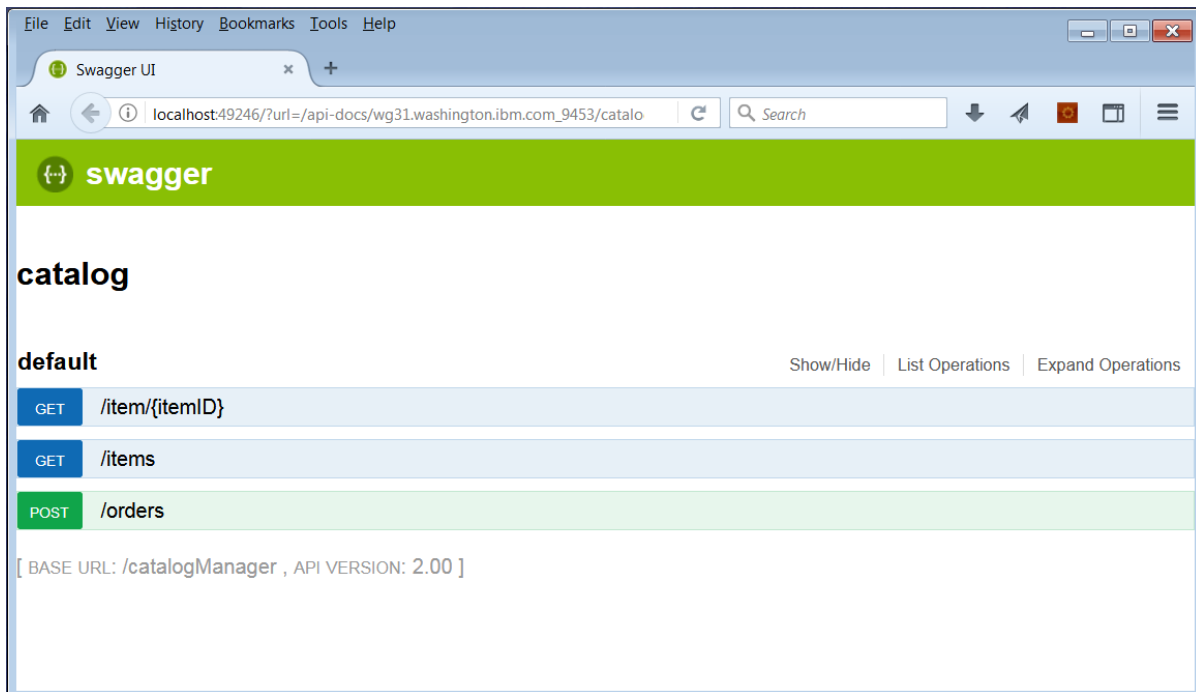 File Edit View History Bookmarks Tools Help
Swagger UI
localhost:49246/?url=/api-docs/wg31.washington.ibm.com_9453/catalo
Search
{··} swagger
catalog
default Show/Hide List Operations Expand Operations
GET /item/{itemID}
GET /items
POST /orders
[ BASE URL: /catalogManager , API VERSION: 2.00 ]